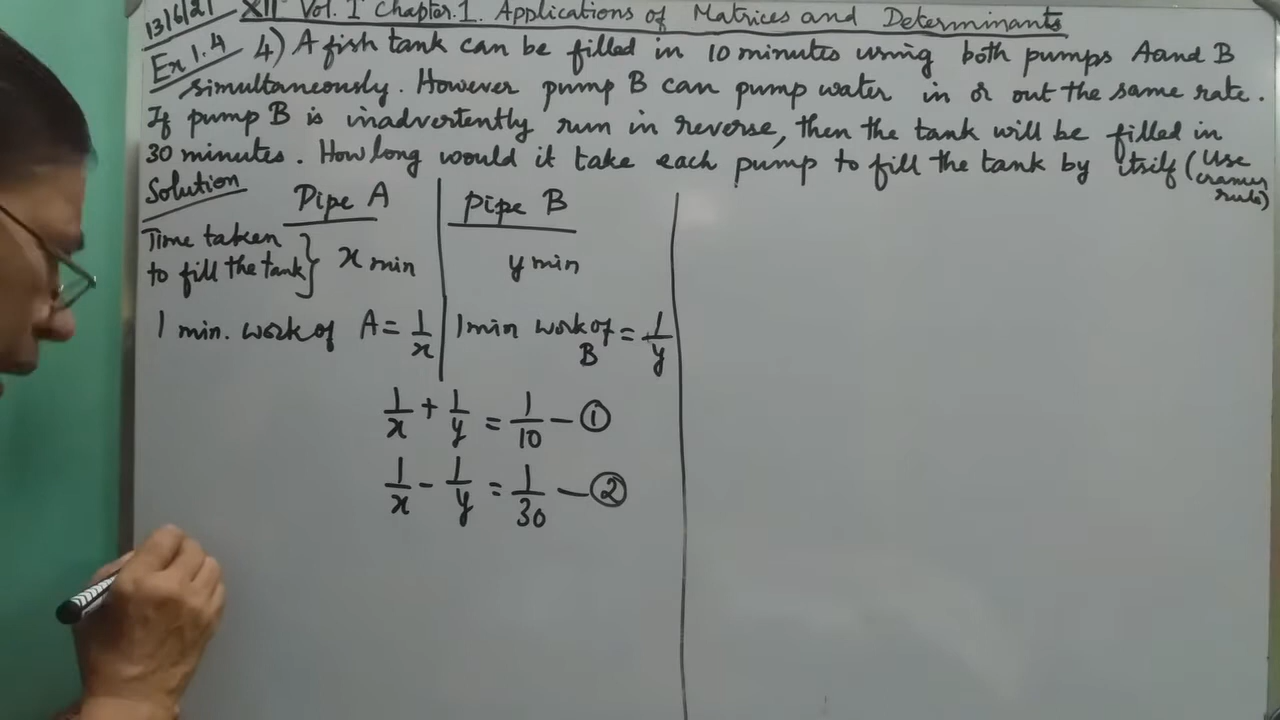 13/6/21 XII Vol. I Chapter.1. Applications of Matrices and Determinants
Ex 1.4 4) A fish tank can be filled in 10 minutes using both pumps A and B
simultaneously. However pump B can pump water in or out the same rate.
If pump B is inadvertently run in reverse, then the tank will be filled in
30 minutes. How long would it take each pump to fill the tank by itself (Use
cramers
rule)
Solution
Pipe A
Pipe B
Time taken
to fill the tank } x min
y min
1 min. work of A = 1/x
1 min work of B = 1/y
1/x + 1/y = 1/10 — ①
1/x - 1/y = 1/30 — ②